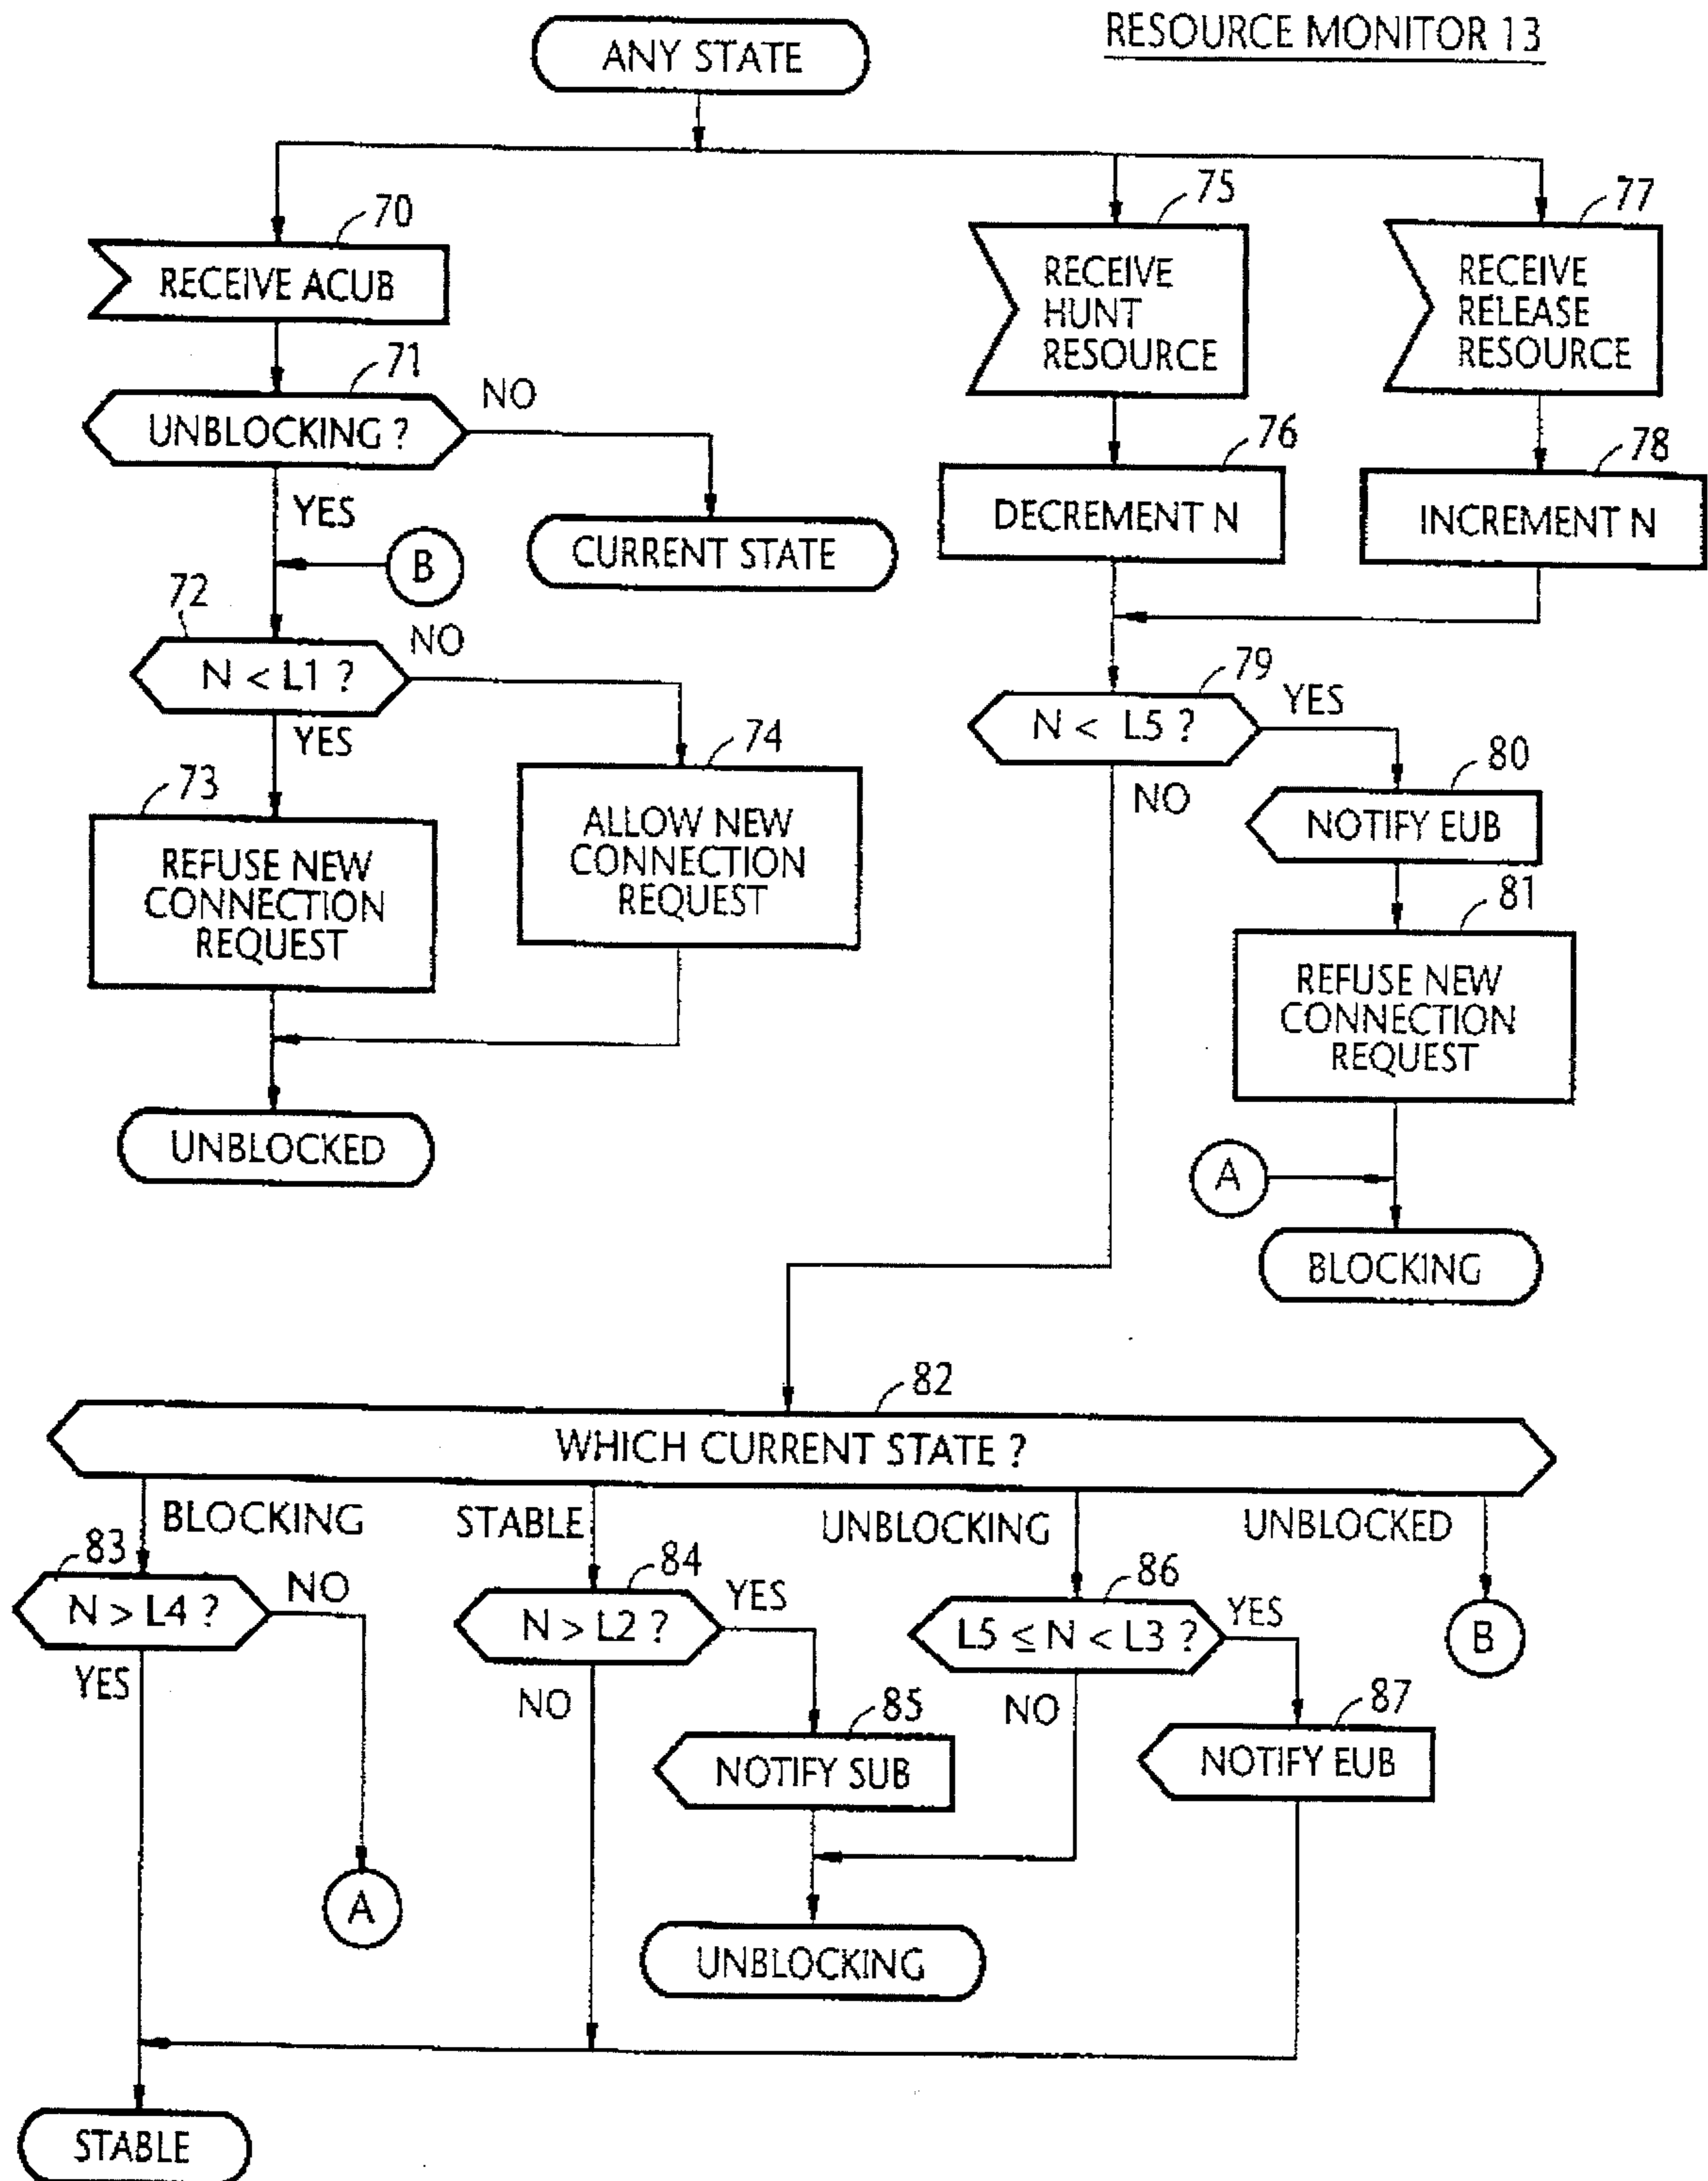 RESOURCE MONITOR 13
ANY STATE
70
RECEIVE ACUB
75
RECEIVE
HUNT
RESOURCE
77
RECEIVE
RELEASE
RESOURCE
71
UNBLOCKING ?
NO
YES
CURRENT STATE
B
76
DECREMENT N
78
INCREMENT N
72
N < L1 ?
NO
YES
73
REFUSE NEW
CONNECTION
REQUEST
74
ALLOW NEW
CONNECTION
REQUEST
UNBLOCKED
79
N < L5 ?
YES
NO
80
NOTIFY EUB
81
REFUSE NEW
CONNECTION
REQUEST
A
BLOCKING
82
WHICH CURRENT STATE ?
BLOCKING
STABLE
UNBLOCKING
UNBLOCKED
83
N > L4 ?
NO
YES
A
84
N > L2 ?
YES
NO
85
NOTIFY SUB
86
L5 ≤ N < L3 ?
YES
NO
87
NOTIFY EUB
B
UNBLOCKING
STABLE